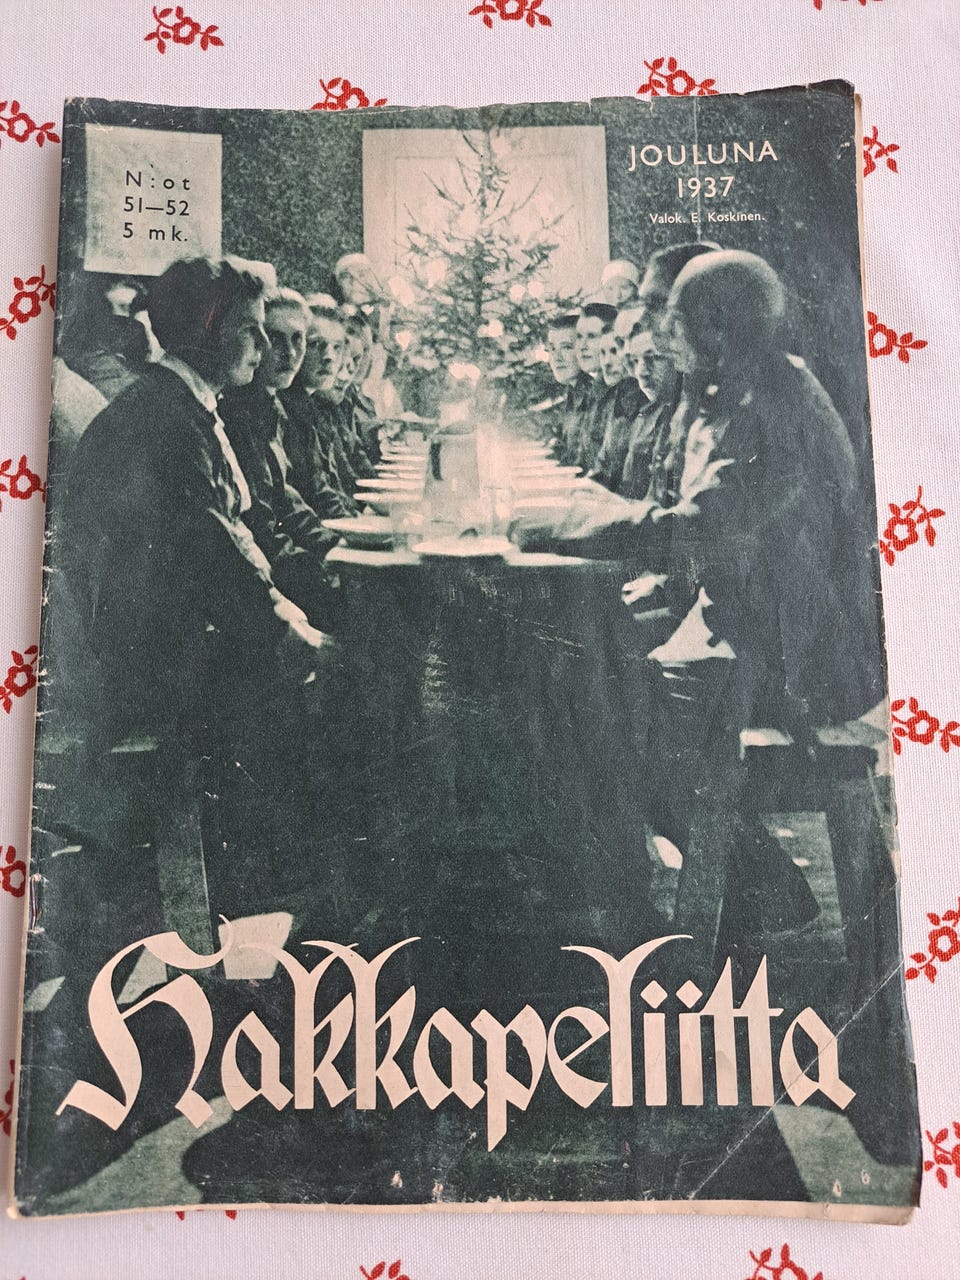 N:ot
51—52
5 mk.
JOULUNA
1937
Valok. E. Koskinen.
Hakkapeliitta